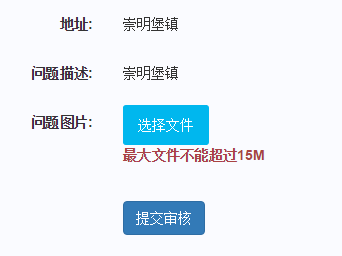 地址: 崇明堡镇
问题描述: 崇明堡镇
问题图片: 选择文件
最大文件不能超过15M
提交审核